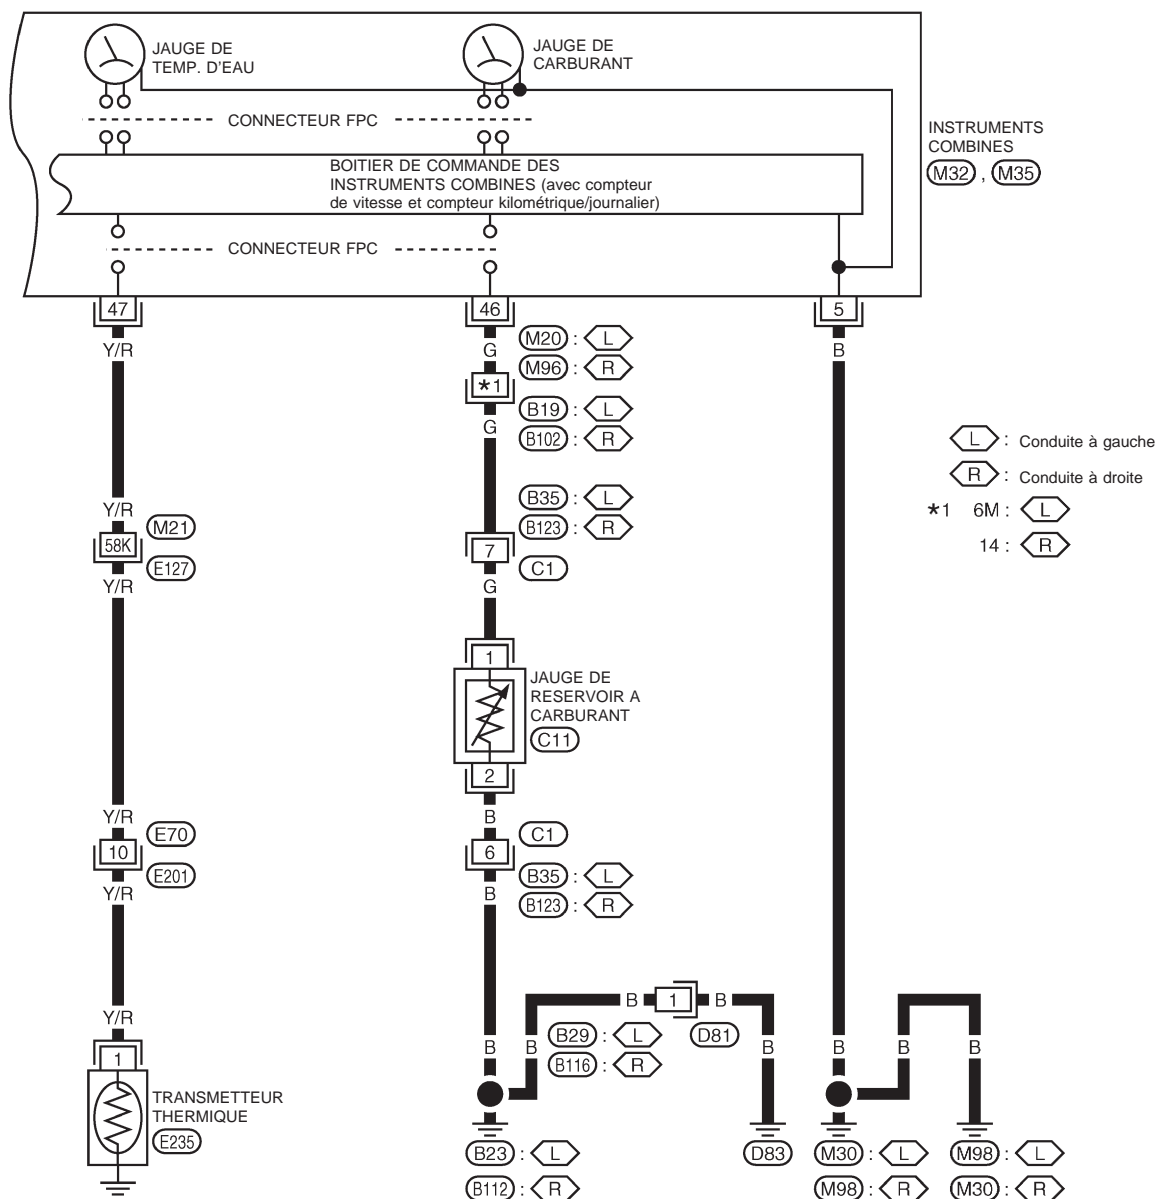 JAUGE DE
TEMP. D'EAU
JAUGE DE
CARBURANT
CONNECTEUR FPC
INSTRUMENTS
COMBINES
M32 , M35
BOITIER DE COMMANDE DES
INSTRUMENTS COMBINES (avec compteur
de vitesse et compteur kilométrique/journalier)
CONNECTEUR FPC
47
46
5
Y/R
G
B
M20 : L
M96 : R
*1
B19 : L
G
B102 : R
L : Conduite à gauche
R : Conduite à droite
*1 6M : L
14 : R
Y/R
M21
58K
E127
Y/R
B35 : L
B123 : R
7
C1
G
1
JAUGE DE
RESERVOIR A
CARBURANT
C11
2
Y/R
B
E70
10
E201
Y/R
C1
6
B35 : L
B
B123 : R
Y/R
B 1 B
B29 : L
D81
B116 : R
B B B B B B
1
TRANSMETTEUR
THERMIQUE
E235
B23 : L
B112 : R
D83
M30 : L
M98 : R
M98 : L
M30 : R